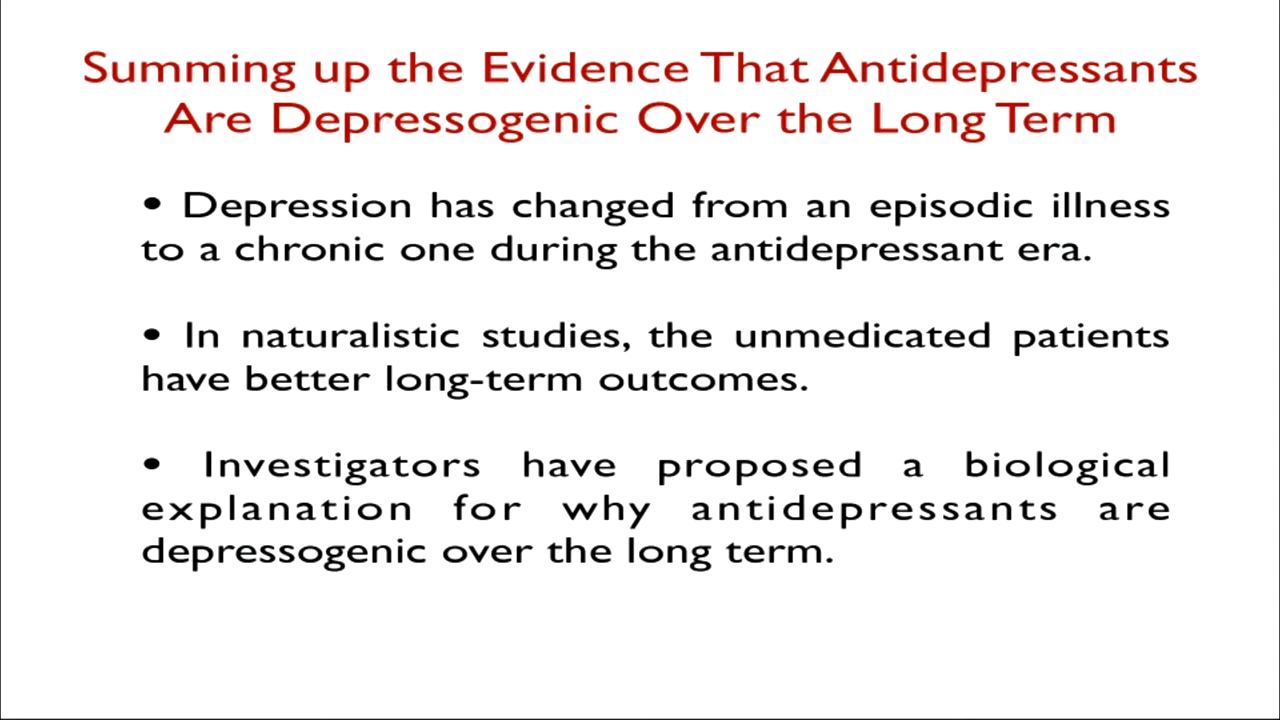 Summing up the Evidence That Antidepressants
Are Depressogenic Over the Long Term
• Depression has changed from an episodic illness
to a chronic one during the antidepressant era.
• In naturalistic studies, the unmedicated patients
have better long-term outcomes.
• Investigators have proposed a biological
explanation for why antidepressants are
depressogenic over the long term.